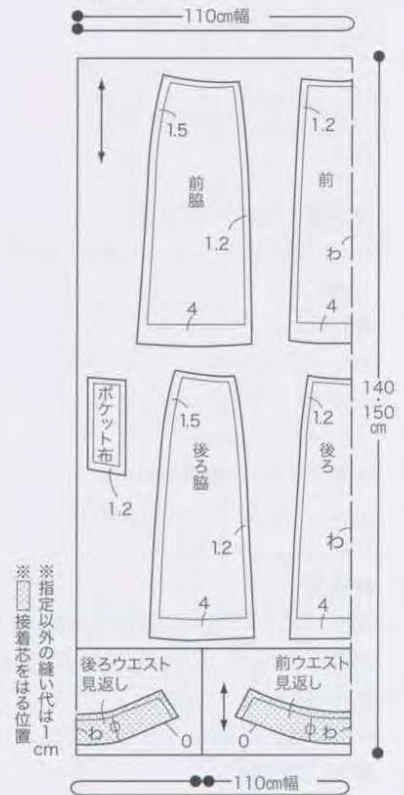 110cm幅
1.5
前脇
1.2
4
1.2
前
わ
4
140
・
150
cm
ポケット布
1.2
1.5
後ろ脇
1.2
4
1.2
後ろ
わ
4
後ろウエスト
見返し
わ
0
前ウエスト
見返し
0
わ
110cm幅
※指定以外の縫い代は1cm
※接着芯をはる位置